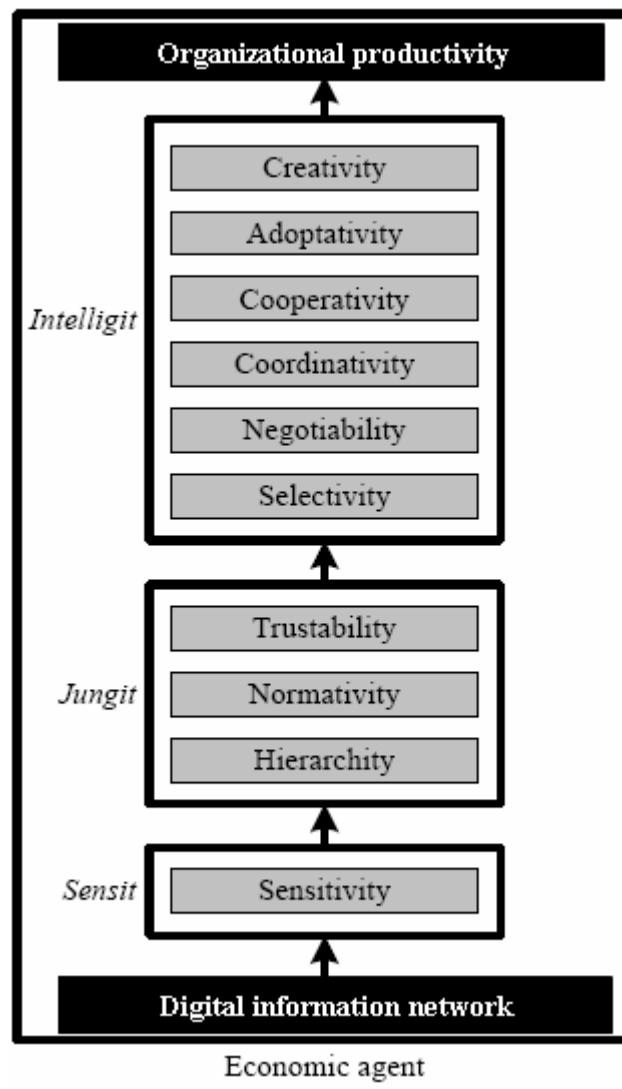 Organizational productivity
Creativity
Adoptativity
Cooperativity
Intelligit
Coordinativity
Negotiability
Selectivity
Trustability
Jungit
Normativity
Hierarchity
Sensit
Sensitivity
Digital information network
Economic agent